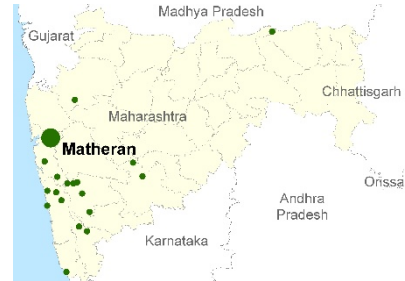 Madhya Pradesh
Gujarat
Chhattisgarh
Maharashtra
Matheran
Orissa
Andhra
Pradesh
Karnataka